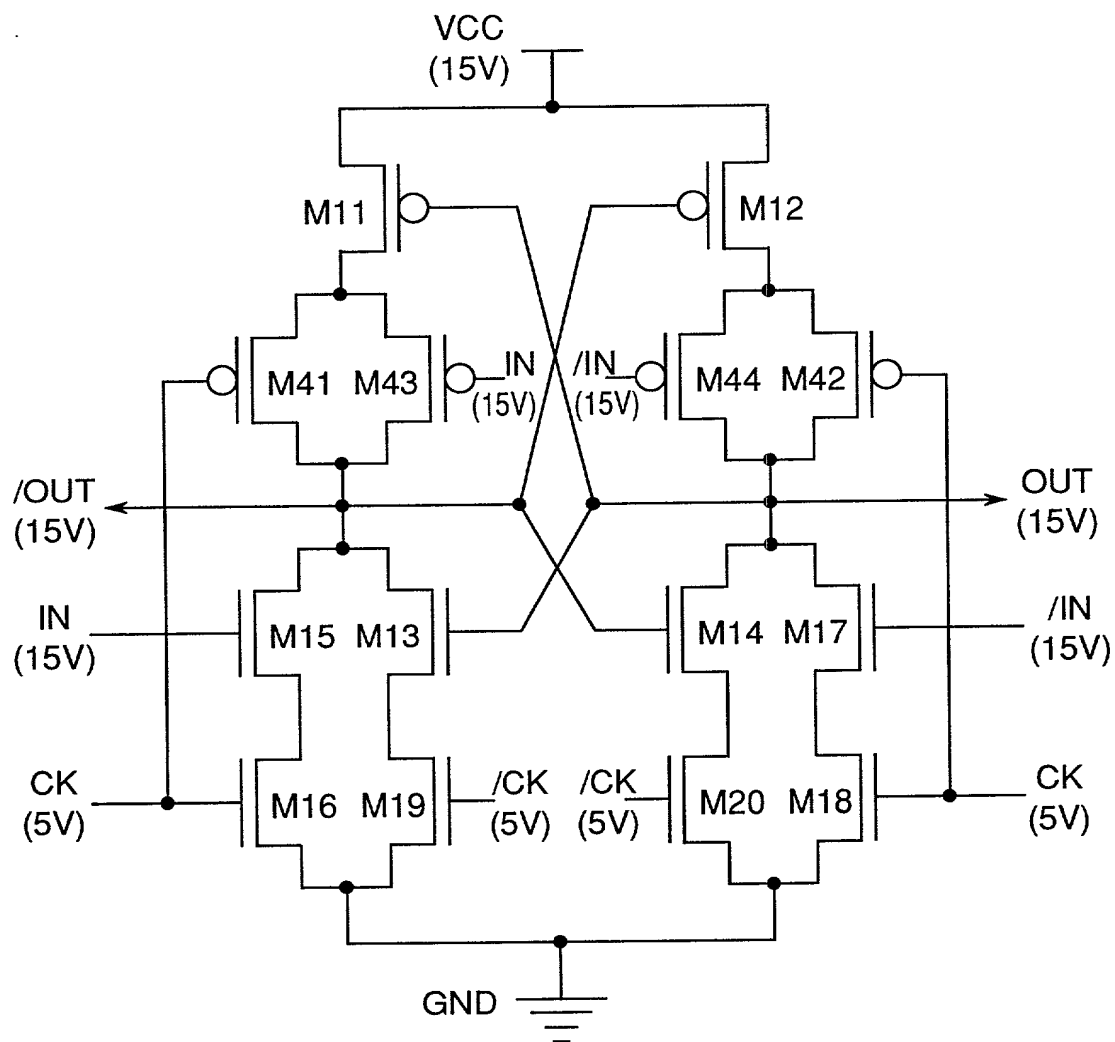 VCC
(15V)
M11
M12
M41
M43
IN
(15V)
/IN
(15V)
M44
M42
/OUT
(15V)
OUT
(15V)
IN
(15V)
M15
M13
M14
M17
/IN
(15V)
CK
(5V)
M16
M19
/CK
(5V)
/CK
(5V)
M20
M18
CK
(5V)
GND